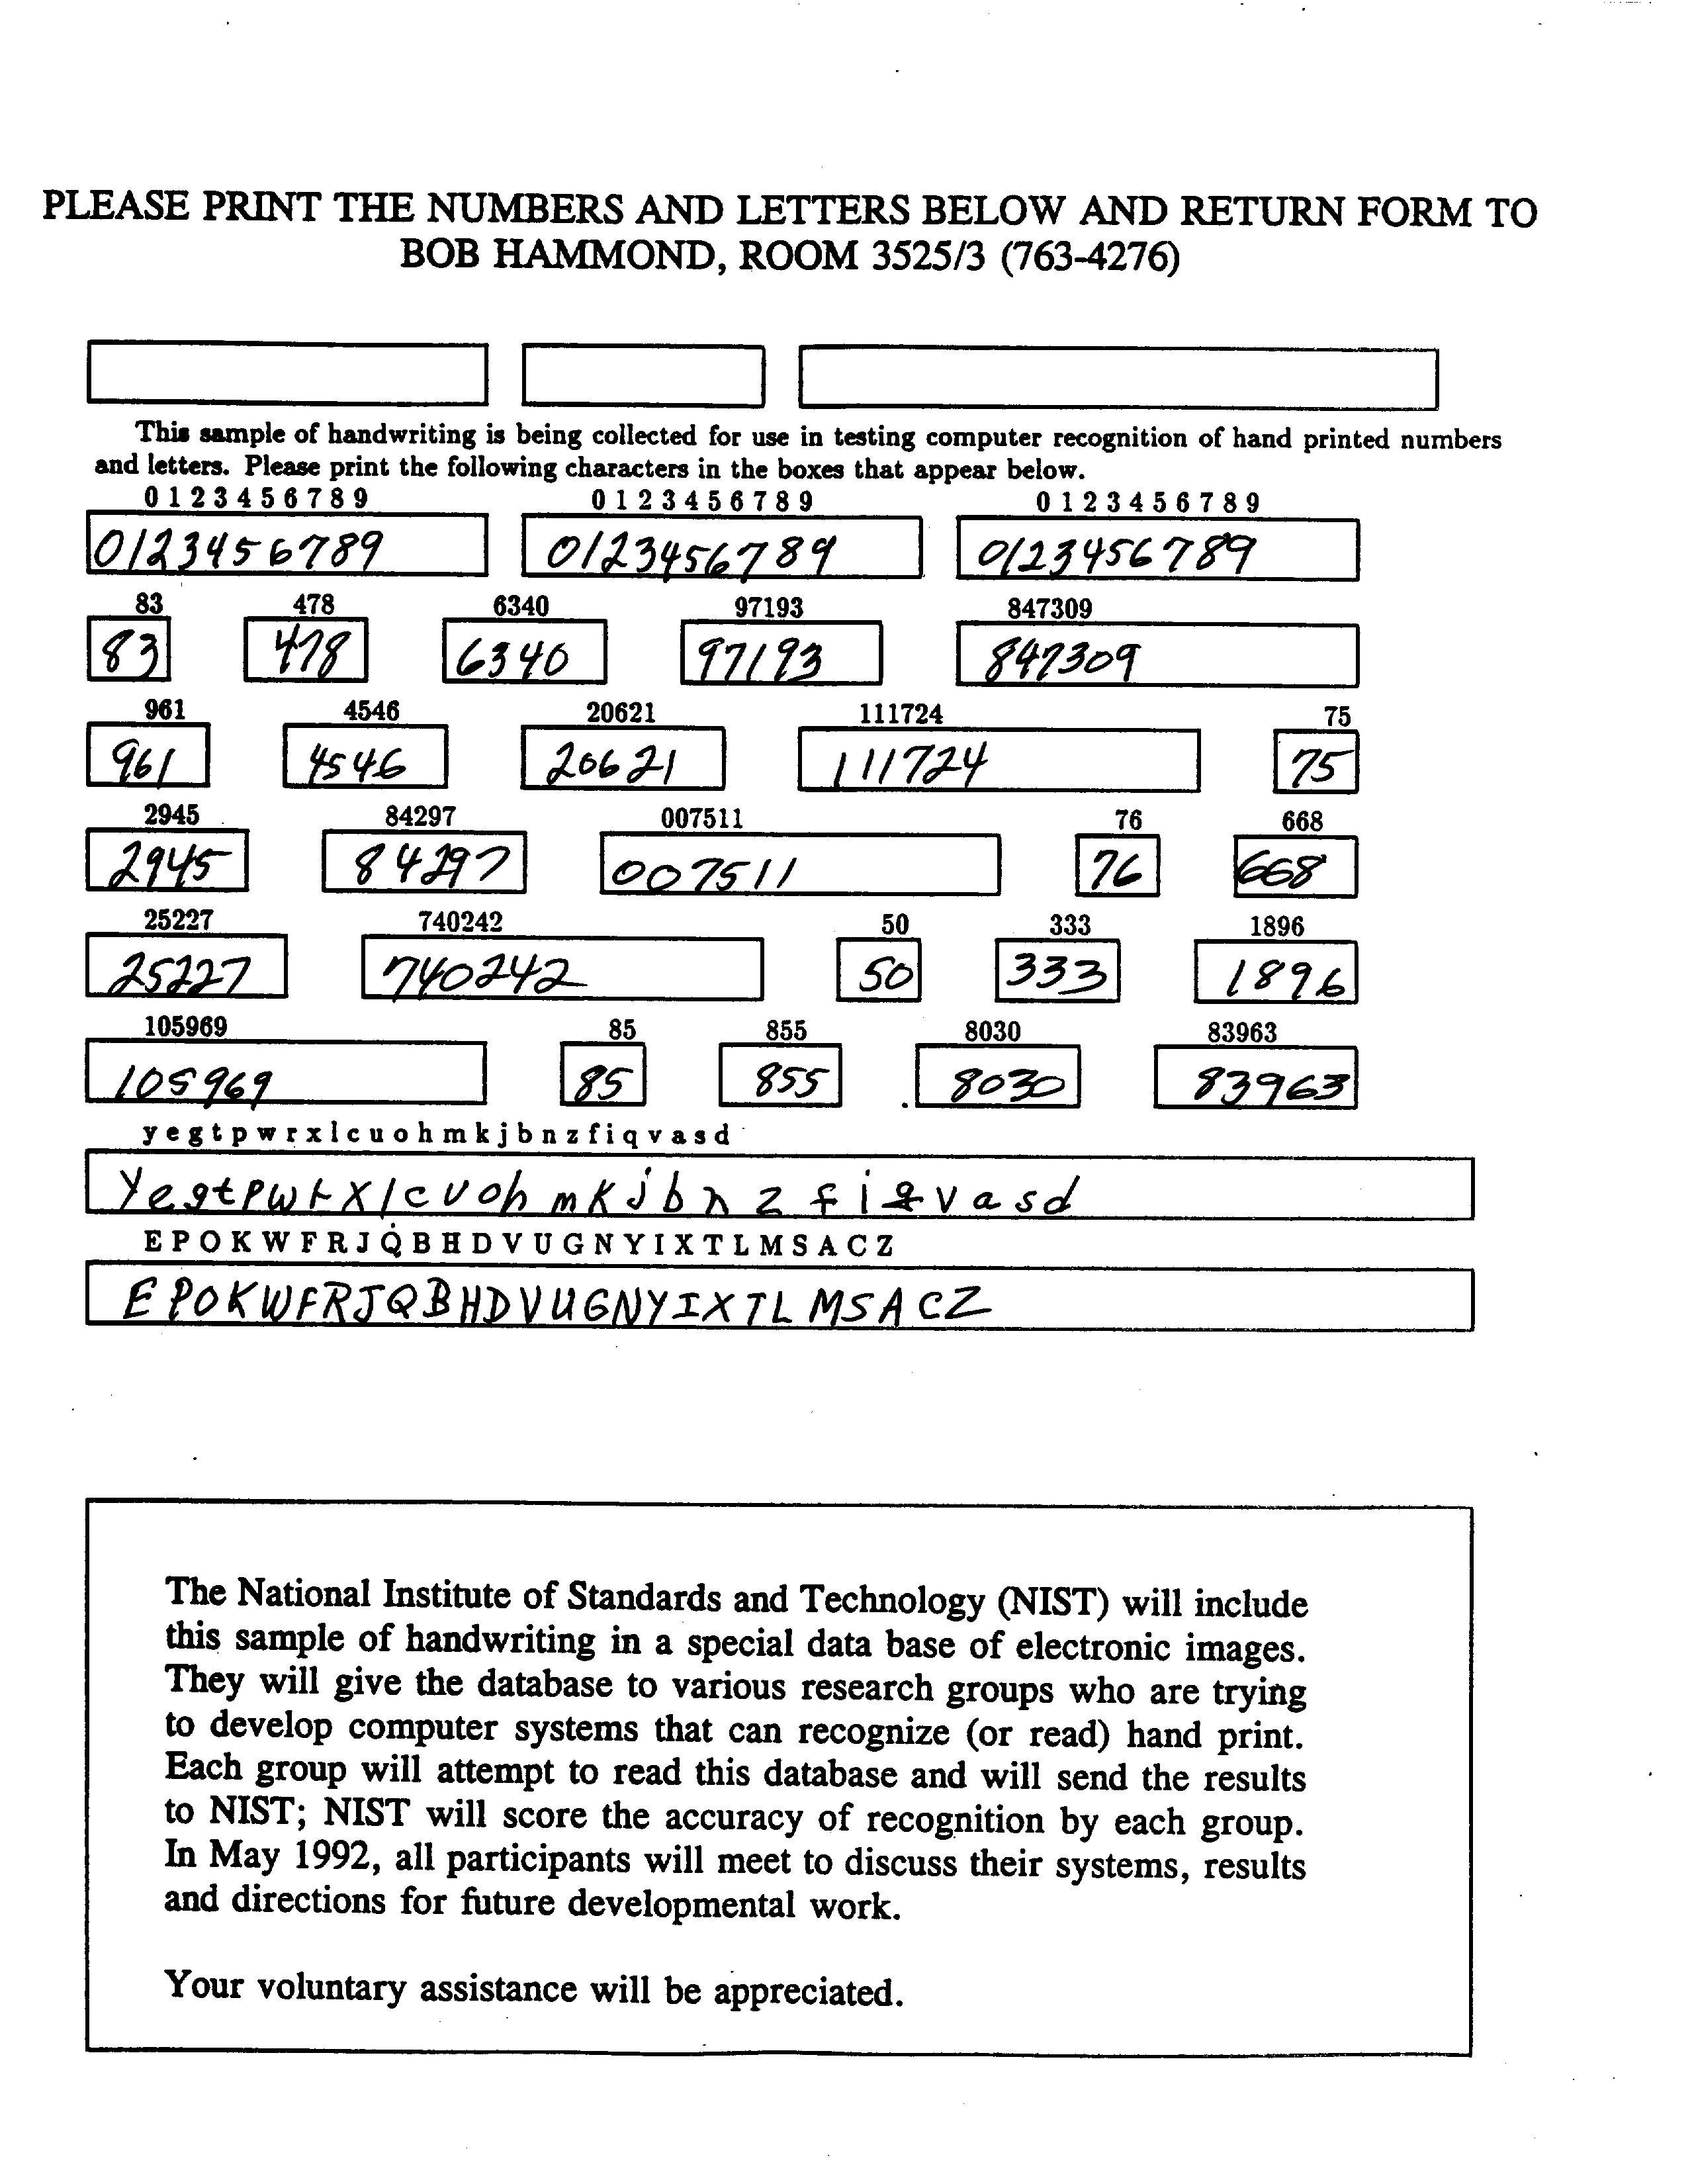 PLEASE PRINT THE NUMBERS AND LETTERS BELOW AND RETURN FORM TO
BOB HAMMOND, ROOM 3525/3 (763-4276)
This sample of handwriting is being collected for use in testing computer recognition of hand printed numbers
and letters. Please print the following characters in the boxes that appear below.
0 1 2 3 4 5 6 7 8 9 0 1 2 3 4 5 6 7 8 9 0 1 2 3 4 5 6 7 8 9
0123456789 0123456789 0123456789
83 478 6340 97193 847309
83 478 6340 97193 847309
961 4546 20621 111724 75
961 4546 20621 111724 75
2945 84297 007511 76 668
2945 84297 007511 76 668
25227 740242 50 333 1896
25227 740242 50 333 1896
105969 85 855 8030 83963
105969 85 855 8030 83963
y e g t p w r x l c u o h m k j b n z f i q v a s d
yegtpwrxlcuohmkjbnzfiqvasd
E P O K W F R J Q B H D V U G N Y I X T L M S A C Z
EPOKWFRJQBHDVUGNYIXTLMSACZ
The National Institute of Standards and Technology (NIST) will include
this sample of handwriting in a special data base of electronic images.
They will give the database to various research groups who are trying
to develop computer systems that can recognize (or read) hand print.
Each group will attempt to read this database and will send the results
to NIST; NIST will score the accuracy of recognition by each group.
In May 1992, all participants will meet to discuss their systems, results
and directions for future developmental work.
Your voluntary assistance will be appreciated.